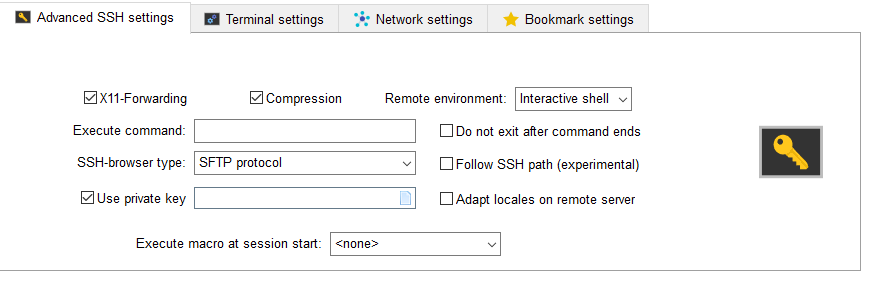 Advanced SSH settings Terminal settings Network settings Bookmark settings
X11-Forwarding Compression Remote environment: Interactive shell
Execute command: Do not exit after command ends
SSH-browser type: SFTP protocol Follow SSH path (experimental)
Use private key Adapt locales on remote server
Execute macro at session start: <none>